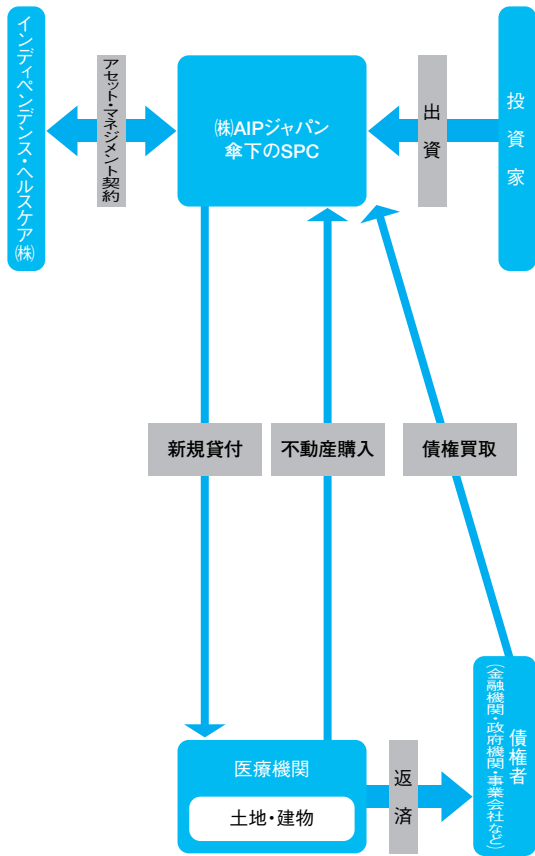 インディペンデンス・ヘルスケア㈱
アセット・マネジメント契約
㈱AIPジャパン
傘下のSPC
出資
投資家
新規貸付
不動産購入
債権買取
医療機関
土地・建物
返済
債権者
(金融機関・政府機関・事業会社など)